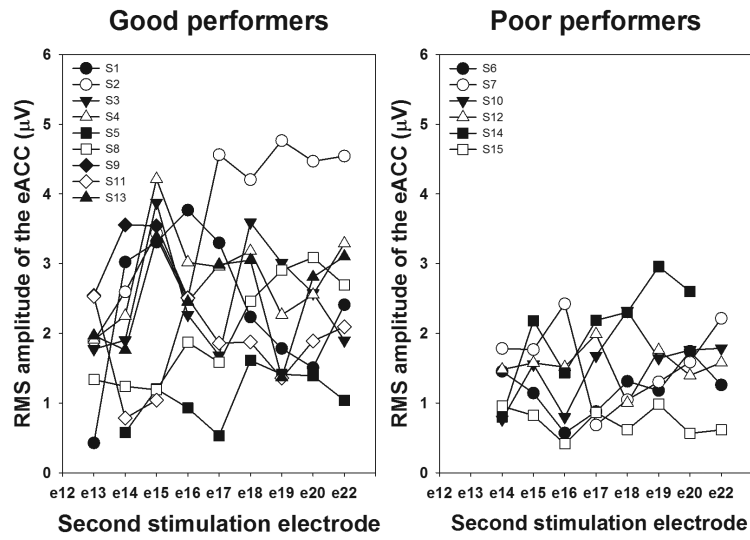 Good performers
RMS amplitude of the eACC (μV)
6
5
4
3
2
1
0
S1
S2
S3
S4
S5
S8
S9
S11
S13
e12 e13 e14 e15 e16 e17 e18 e19 e20 e22
Second stimulation electrode
Poor performers
RMS amplitude of the eACC (μV)
6
5
4
3
2
1
0
S6
S7
S10
S12
S14
S15
e12 e13 e14 e15 e16 e17 e18 e19 e20 e22
Second stimulation electrode